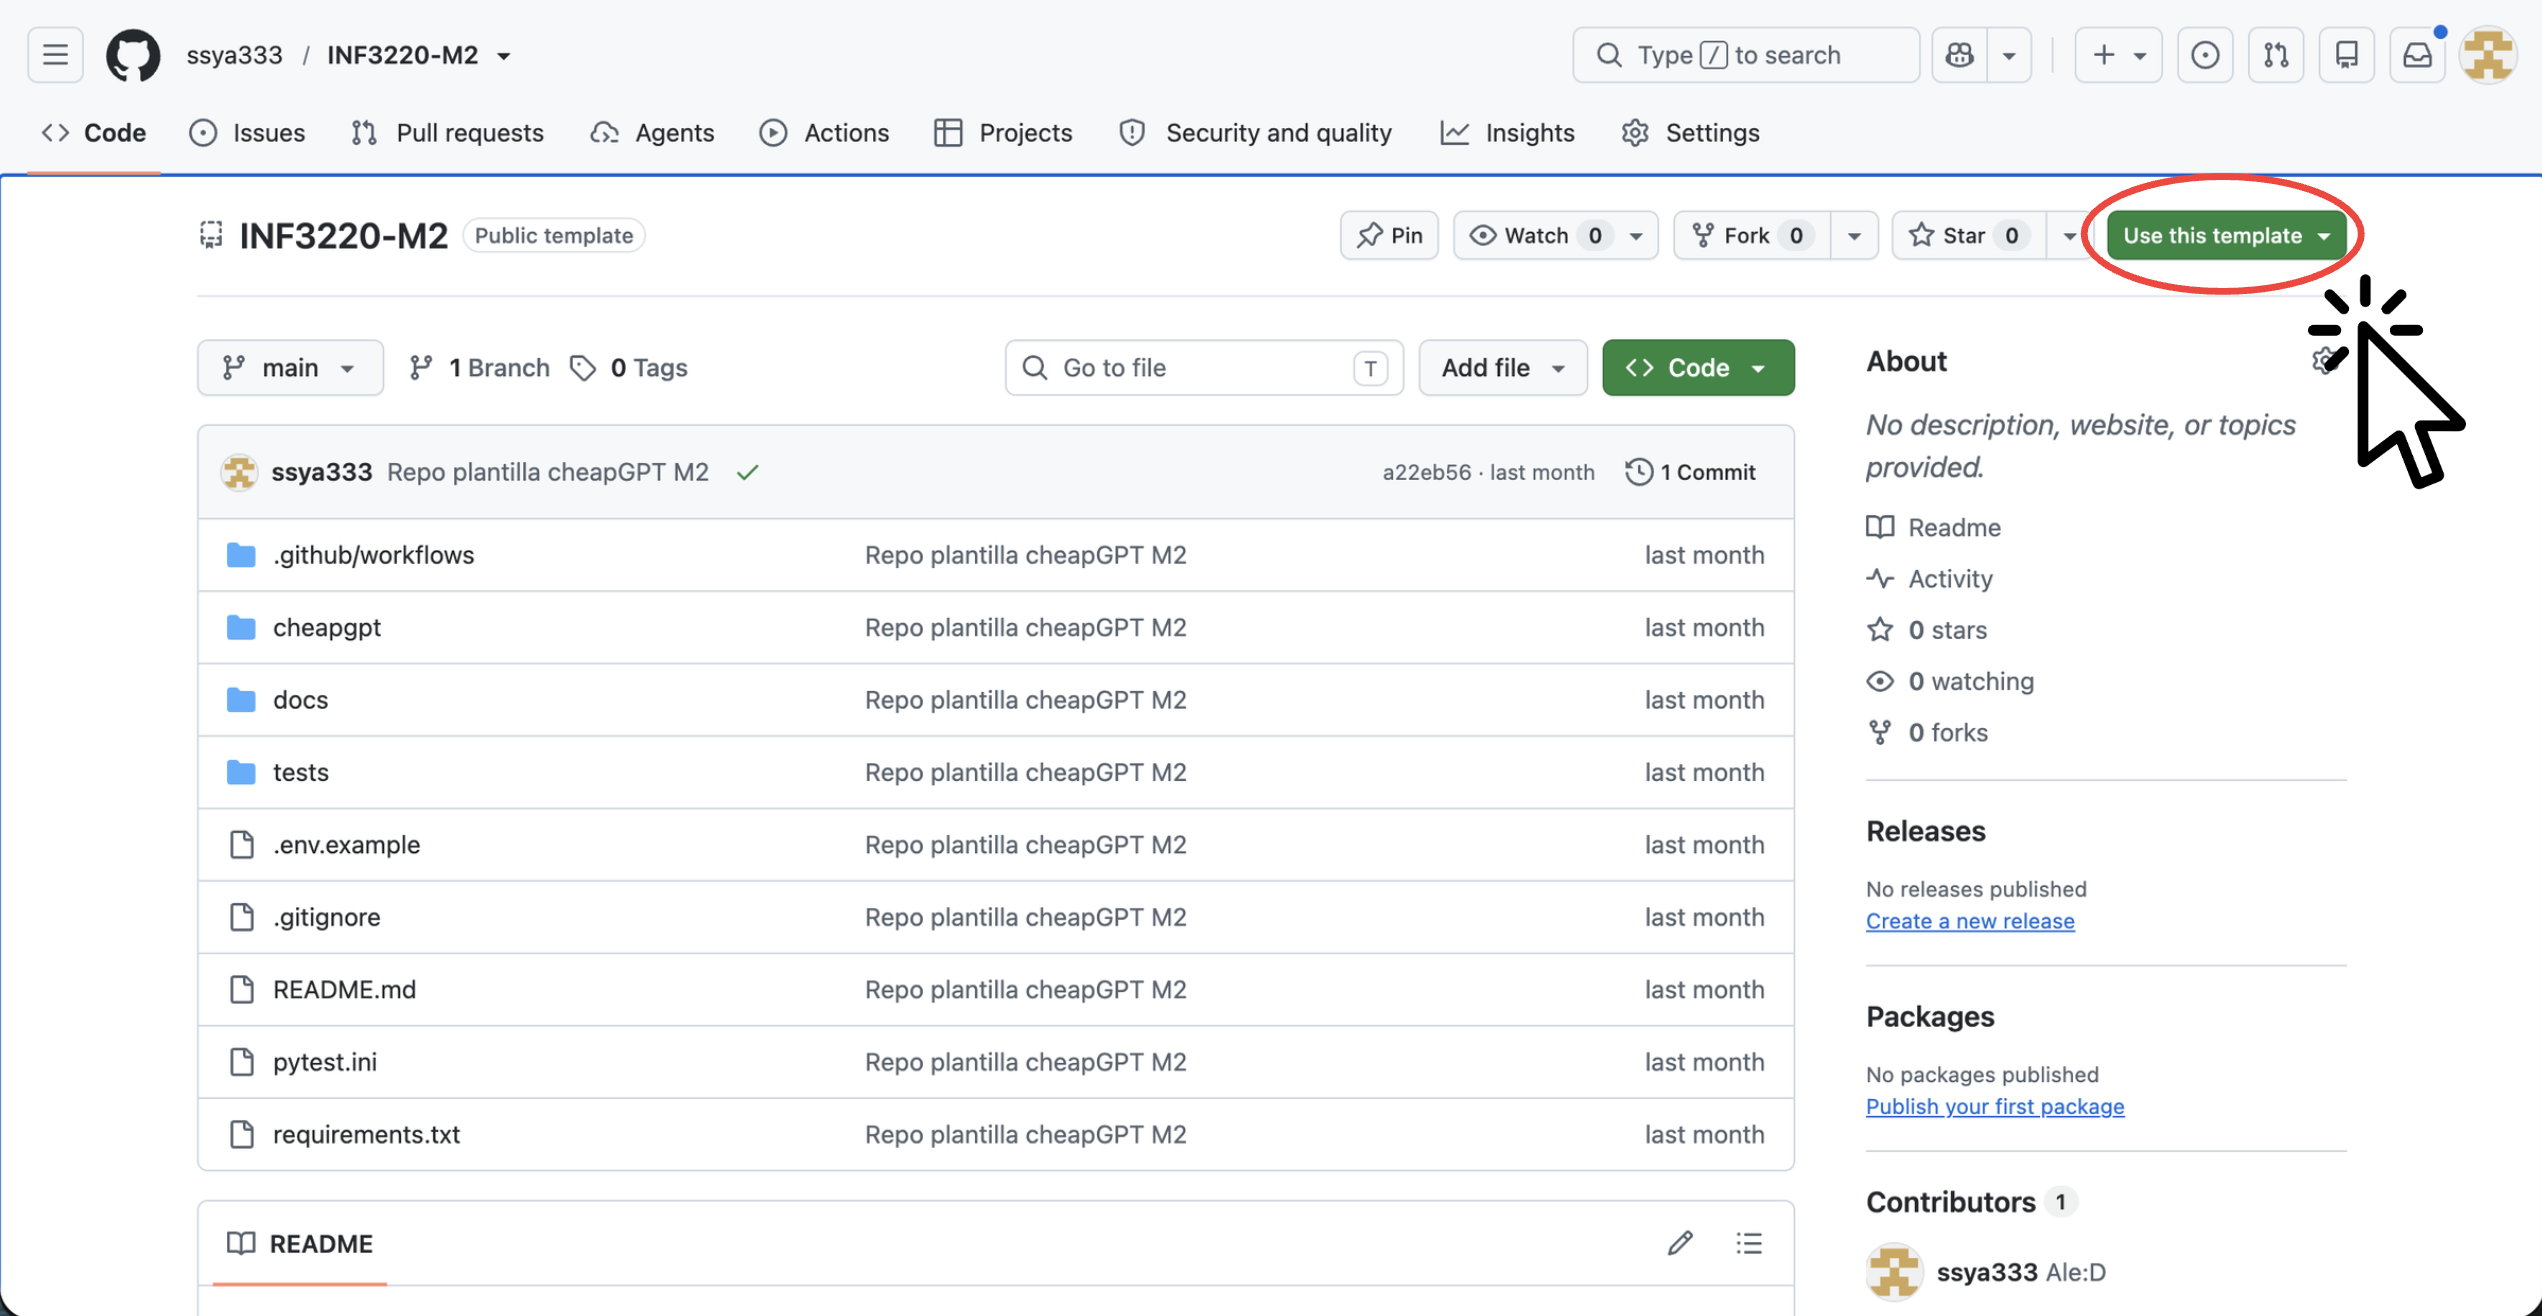 ssya333 / INF3220-M2
Type / to search
Code
Issues
Pull requests
Agents
Actions
Projects
Security and quality
Insights
Settings
INF3220-M2
Public template
Pin
Watch 0
Fork 0
Star 0
Use this template
main
1 Branch
0 Tags
Go to file
T
Add file
Code
ssya333 Repo plantilla cheapGPT M2
a22eb56 · last month
1 Commit
.github/workflows Repo plantilla cheapGPT M2 last month
cheapgpt Repo plantilla cheapGPT M2 last month
docs Repo plantilla cheapGPT M2 last month
tests Repo plantilla cheapGPT M2 last month
.env.example Repo plantilla cheapGPT M2 last month
.gitignore Repo plantilla cheapGPT M2 last month
README.md Repo plantilla cheapGPT M2 last month
pytest.ini Repo plantilla cheapGPT M2 last month
requirements.txt Repo plantilla cheapGPT M2 last month
README
About
No description, website, or topics
provided.
Readme
Activity
0 stars
0 watching
0 forks
Releases
No releases published
Create a new release
Packages
No packages published
Publish your first package
Contributors 1
ssya333 Ale:D